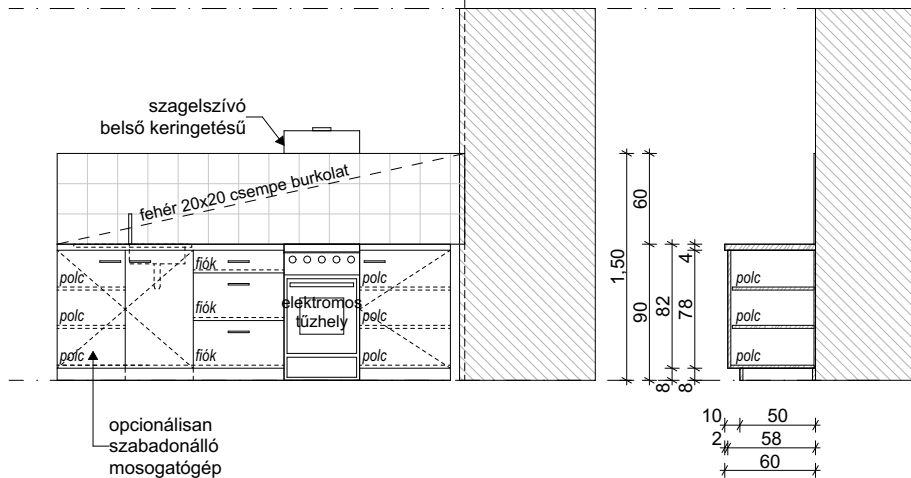 szagelszívó
belső keringetésű
fehér 20x20 csempe burkolat
polc
fiók
polc
polc
fiók
elektromos
tűzhely
polc
polc
fiók
polc
opcionálisan
szabadonálló
mosogatógép
1,50
60
90
82
8
4
78
8
polc
polc
polc
10
50
2
58
60